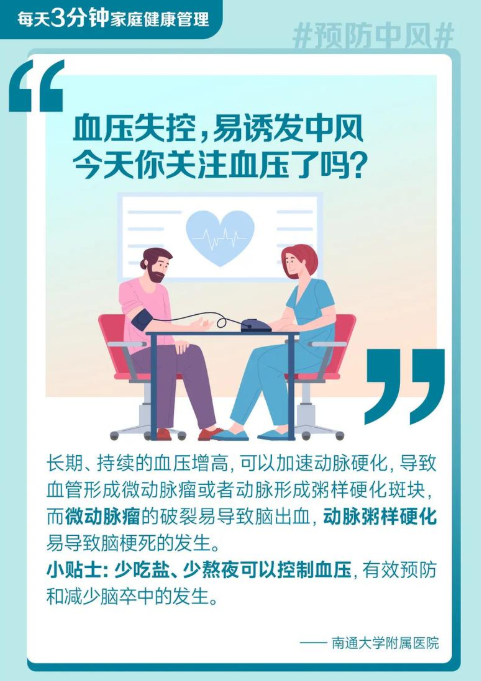 每天3分钟家庭健康管理
#预防中风#
血压失控，易诱发中风
今天你关注血压了吗？
长期、持续的血压增高，可以加速动脉硬化，导致
血管形成微动脉瘤或者动脉形成粥样硬化斑块，
而微动脉瘤的破裂易导致脑出血，动脉粥样硬化
易导致脑梗死的发生。
小贴士：少吃盐、少熬夜可以控制血压，有效预防
和减少脑卒中的发生。
—— 南通大学附属医院